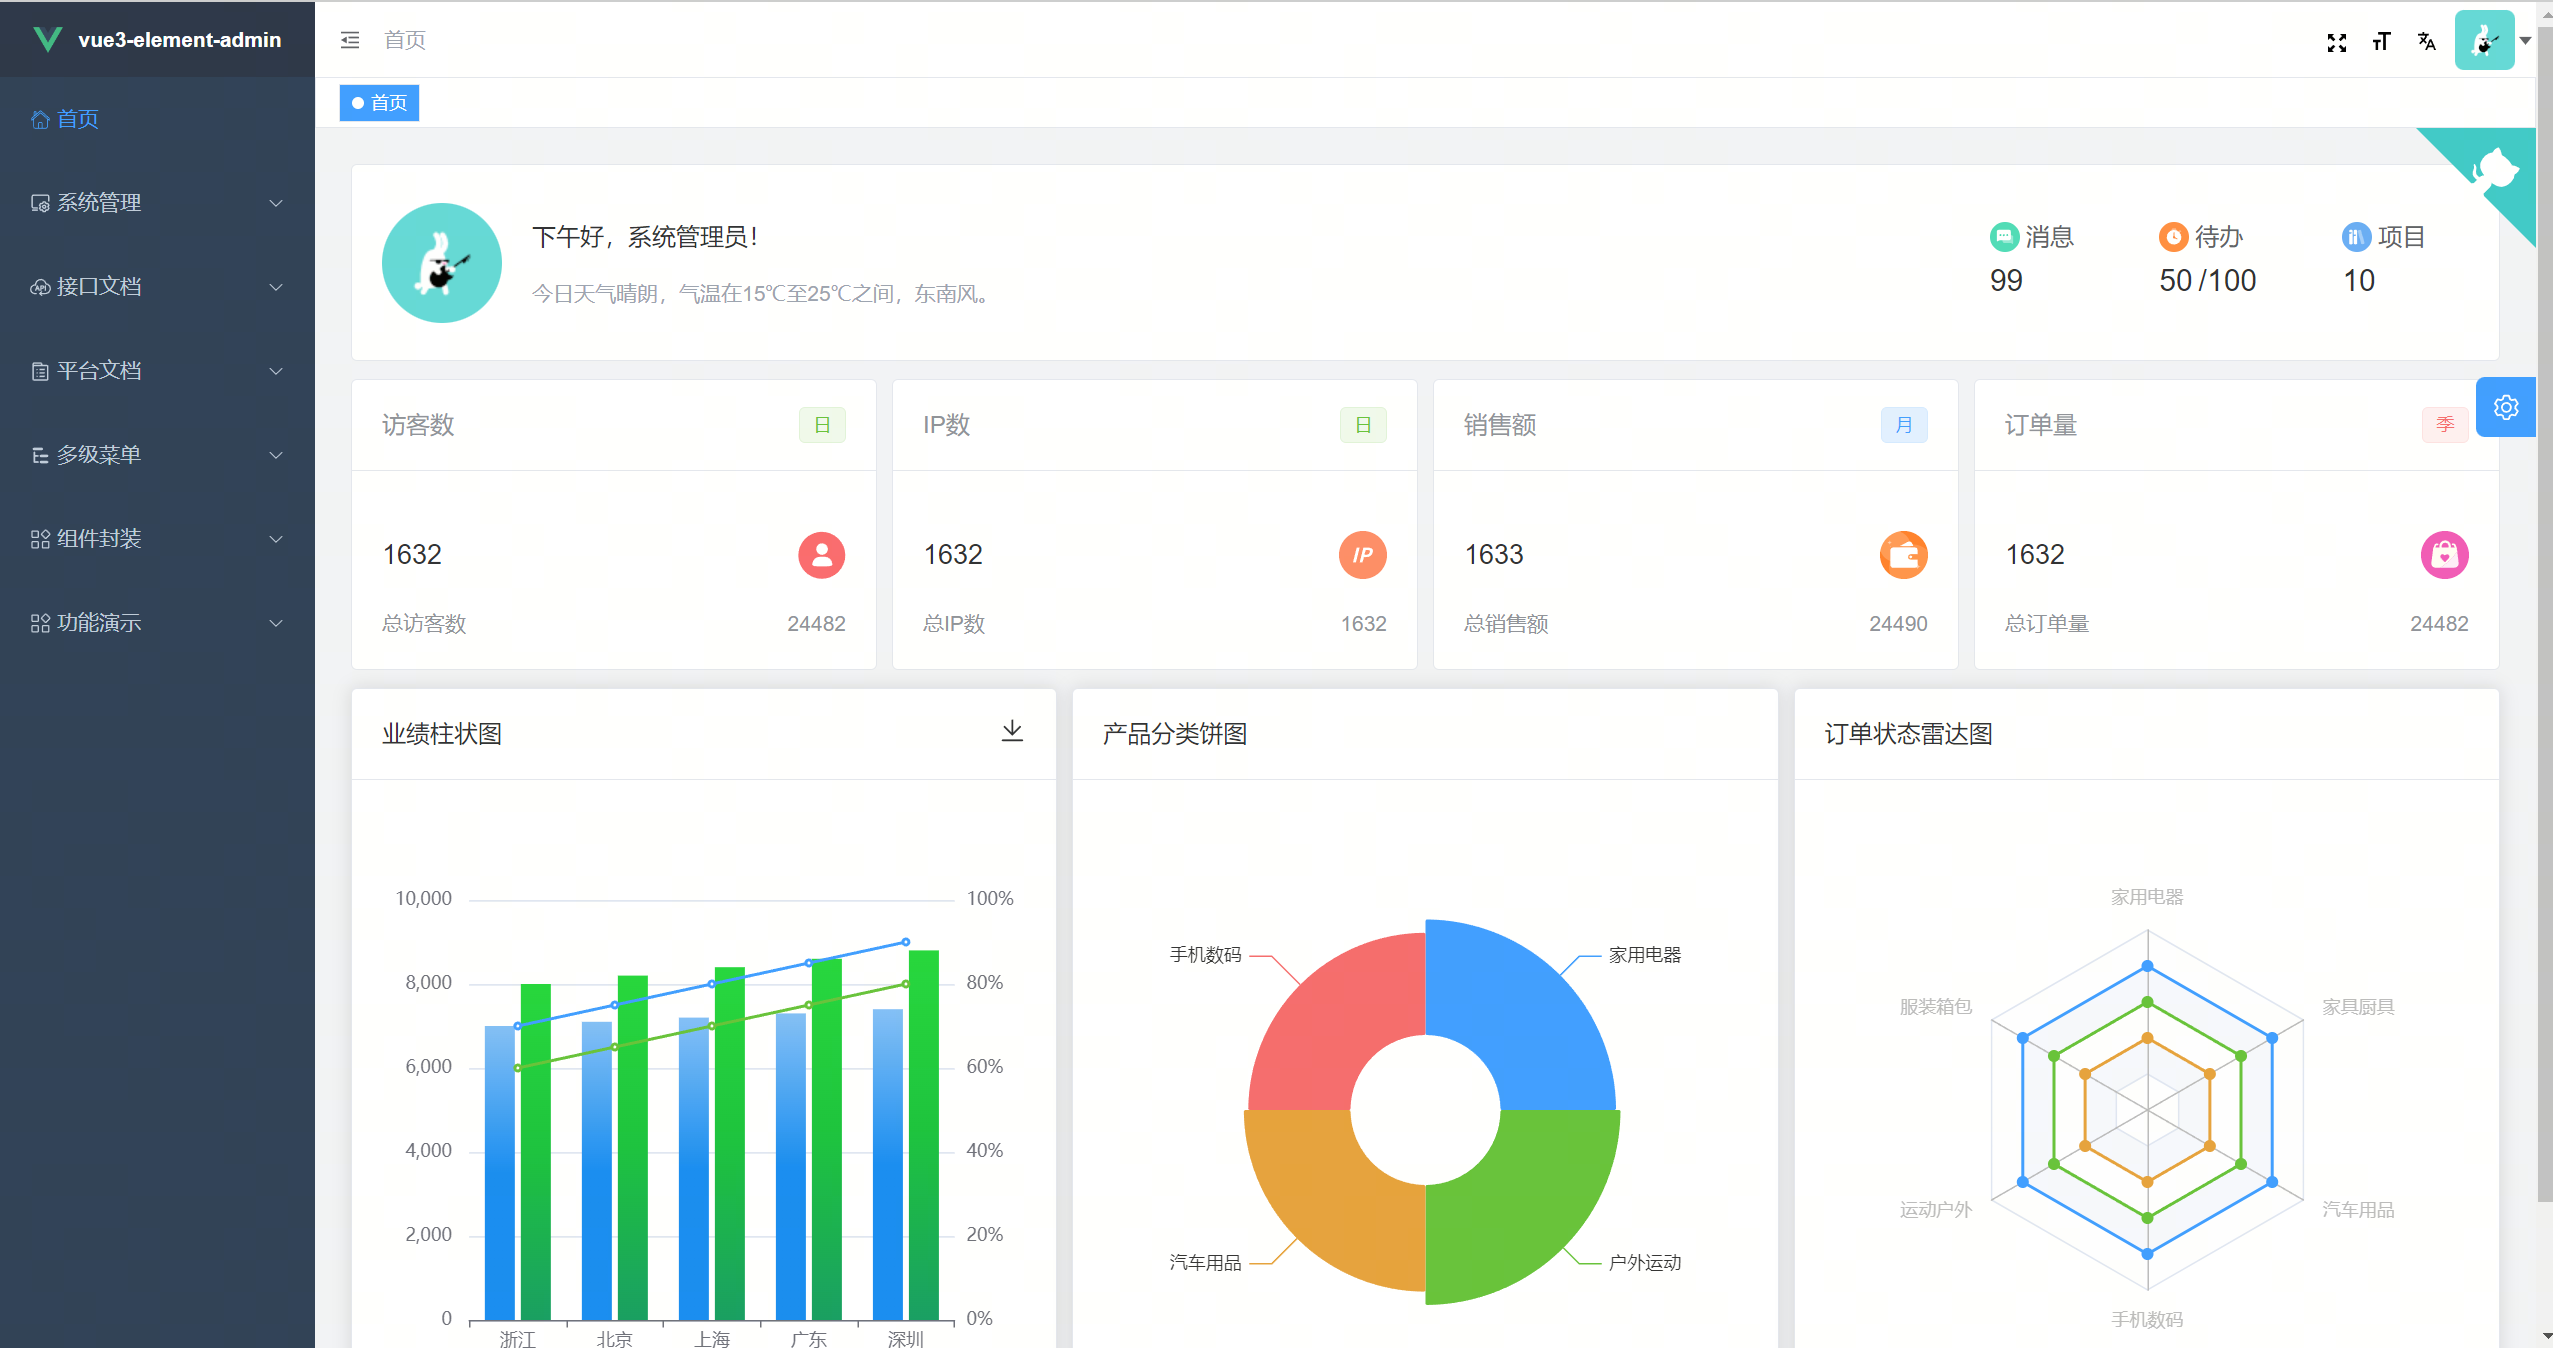 vue3-element-admin
首页
系统管理
接口文档
平台文档
多级菜单
组件封装
功能演示
首页
首页
下午好，系统管理员！
今日天气晴朗，气温在15℃至25℃之间，东南风。
消息
99
待办
50 /100
项目
10
访客数 日
1632
总访客数 24482
IP数 日
1632
IP
总IP数 1632
销售额 月
1633
总销售额 24490
订单量 季
1632
总订单量 24482
业绩柱状图
10,000 100%
8,000 80%
6,000 60%
4,000 40%
2,000 20%
0 0%
浙江 北京 上海 广东 深圳
产品分类饼图
手机数码 家用电器
汽车用品 户外运动
订单状态雷达图
家用电器
服装箱包 家具厨具
运动户外 汽车用品
手机数码